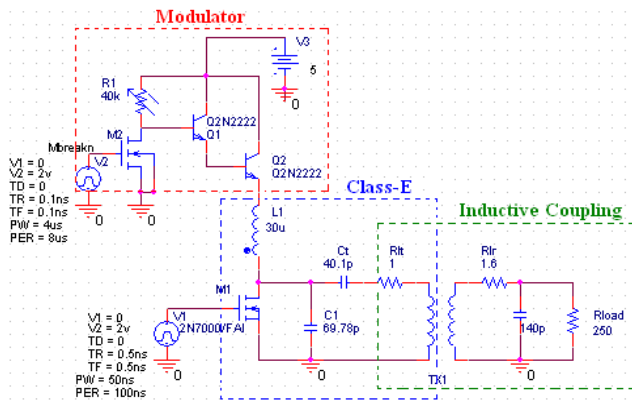 Modulator
V3
5
0
R1
40k
Q2N2222
Q1
M2
Mbreakn
V2
V1 = 0
V2 = 2v
TD = 0
TR = 0.1ns
TF = 0.1ns
PW = 4us
PER = 8us
0
0
Q2
Q2N2222
Class-E
Inductive Coupling
L1
30u
Ct
40.1p
Rlt
1
Rlr
1.6
M1
V1
2N7000/FAI
C1
69.78p
140p
Rload
250
V1 = 0
V2 = 2v
TD = 0
TR = 0.5ns
TF = 0.5ns
PW = 50ns
PER = 100ns
0
0
TX1
0